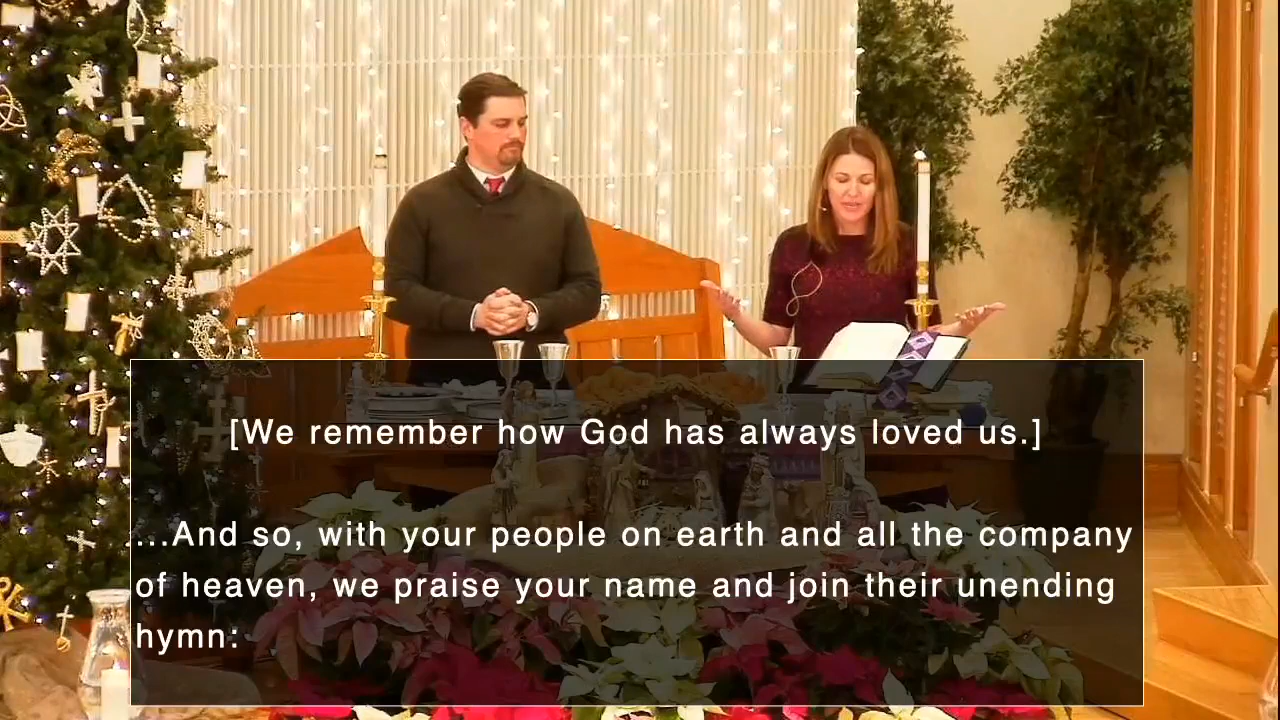 [We remember how God has always loved us.]
...And so, with your people on earth and all the company
of heaven, we praise your name and join their unending
hymn: